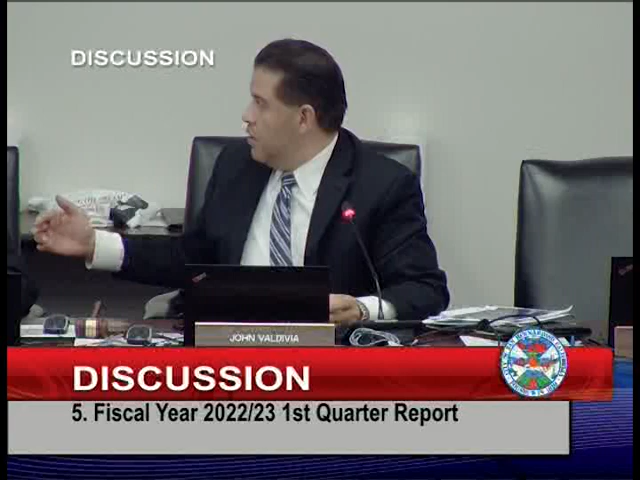 DISCUSSION
JOHN VALDIVIA
DISCUSSION
5. Fiscal Year 2022/23 1st Quarter Report